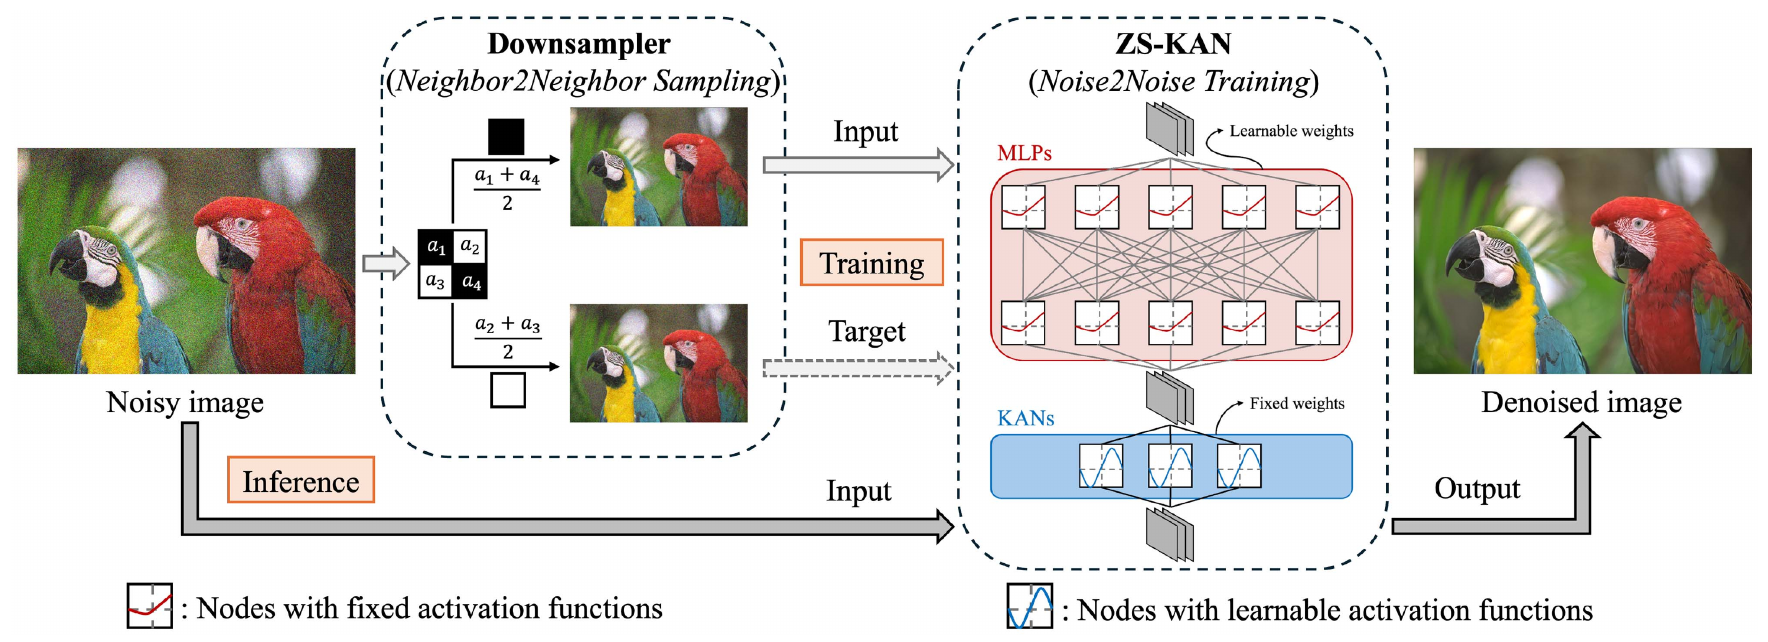 Downsampler
(Neighbor2Neighbor Sampling)
a₁ + a₄
2
a₁ a₂
a₃ a₄
a₂ + a₃
2
Noisy image
Input
Training
Target
Inference
Input
ZS-KAN
(Noise2Noise Training)
Learnable weights
MLPs
Fixed weights
KANs
Denoised image
Output
: Nodes with fixed activation functions
: Nodes with learnable activation functions